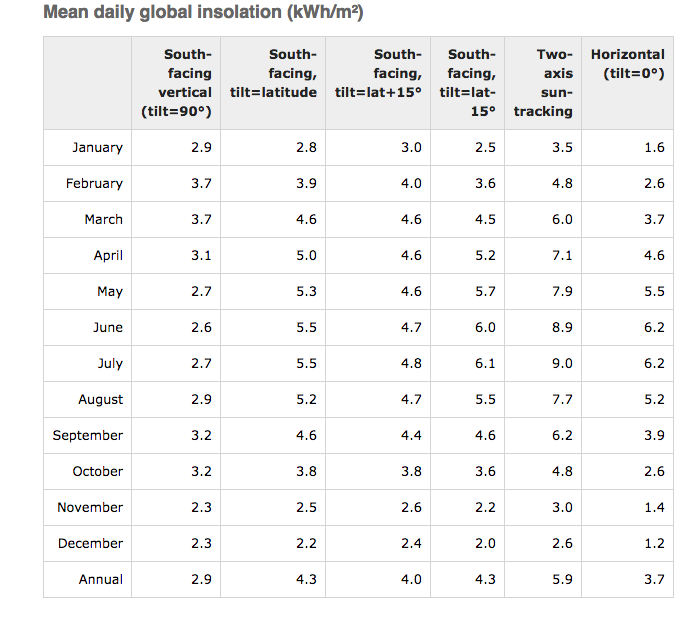 Mean daily global insolation (kWh/m²)
South-facing vertical (tilt=90°) South-facing, tilt=latitude South-facing, tilt=lat+15° South-facing, tilt=lat-15° Two-axis sun-tracking Horizontal (tilt=0°)
January 2.9 2.8 3.0 2.5 3.5 1.6
February 3.7 3.9 4.0 3.6 4.8 2.6
March 3.7 4.6 4.6 4.5 6.0 3.7
April 3.1 5.0 4.6 5.2 7.1 4.6
May 2.7 5.3 4.6 5.7 7.9 5.5
June 2.6 5.5 4.7 6.0 8.9 6.2
July 2.7 5.5 4.8 6.1 9.0 6.2
August 2.9 5.2 4.7 5.5 7.7 5.2
September 3.2 4.6 4.4 4.6 6.2 3.9
October 3.2 3.8 3.8 3.6 4.8 2.6
November 2.3 2.5 2.6 2.2 3.0 1.4
December 2.3 2.2 2.4 2.0 2.6 1.2
Annual 2.9 4.3 4.0 4.3 5.9 3.7